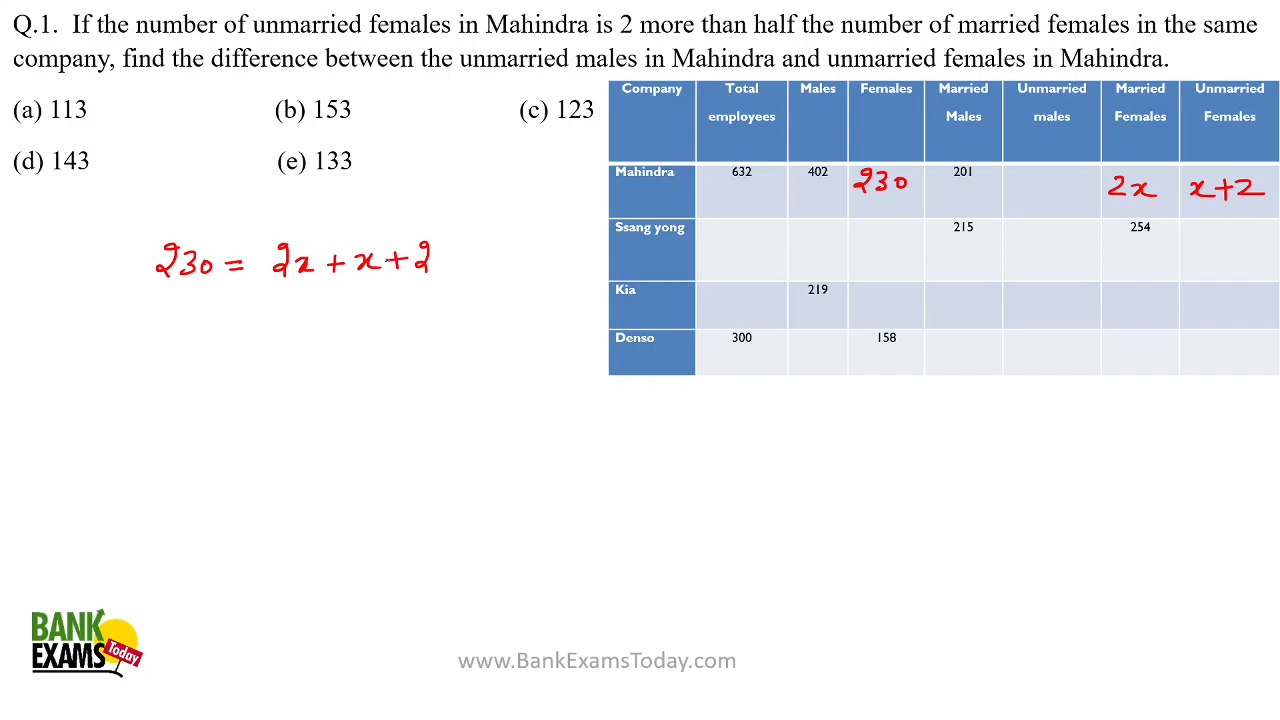 Q.1. If the number of unmarried females in Mahindra is 2 more than half the number of married females in the same
company, find the difference between the unmarried males in Mahindra and unmarried females in Mahindra.
(a) 113 (b) 153 (c) 123
(d) 143 (e) 133
Company Total employees Males Females Married Males Unmarried males Married Females Unmarried Females
Mahindra 632 402 230 201 2x x+2
Ssang yong 215 254
Kia 219
Denso 300 158
230 = 2x + x + 2
BANK
EXAMS Today
www.BankExamsToday.com